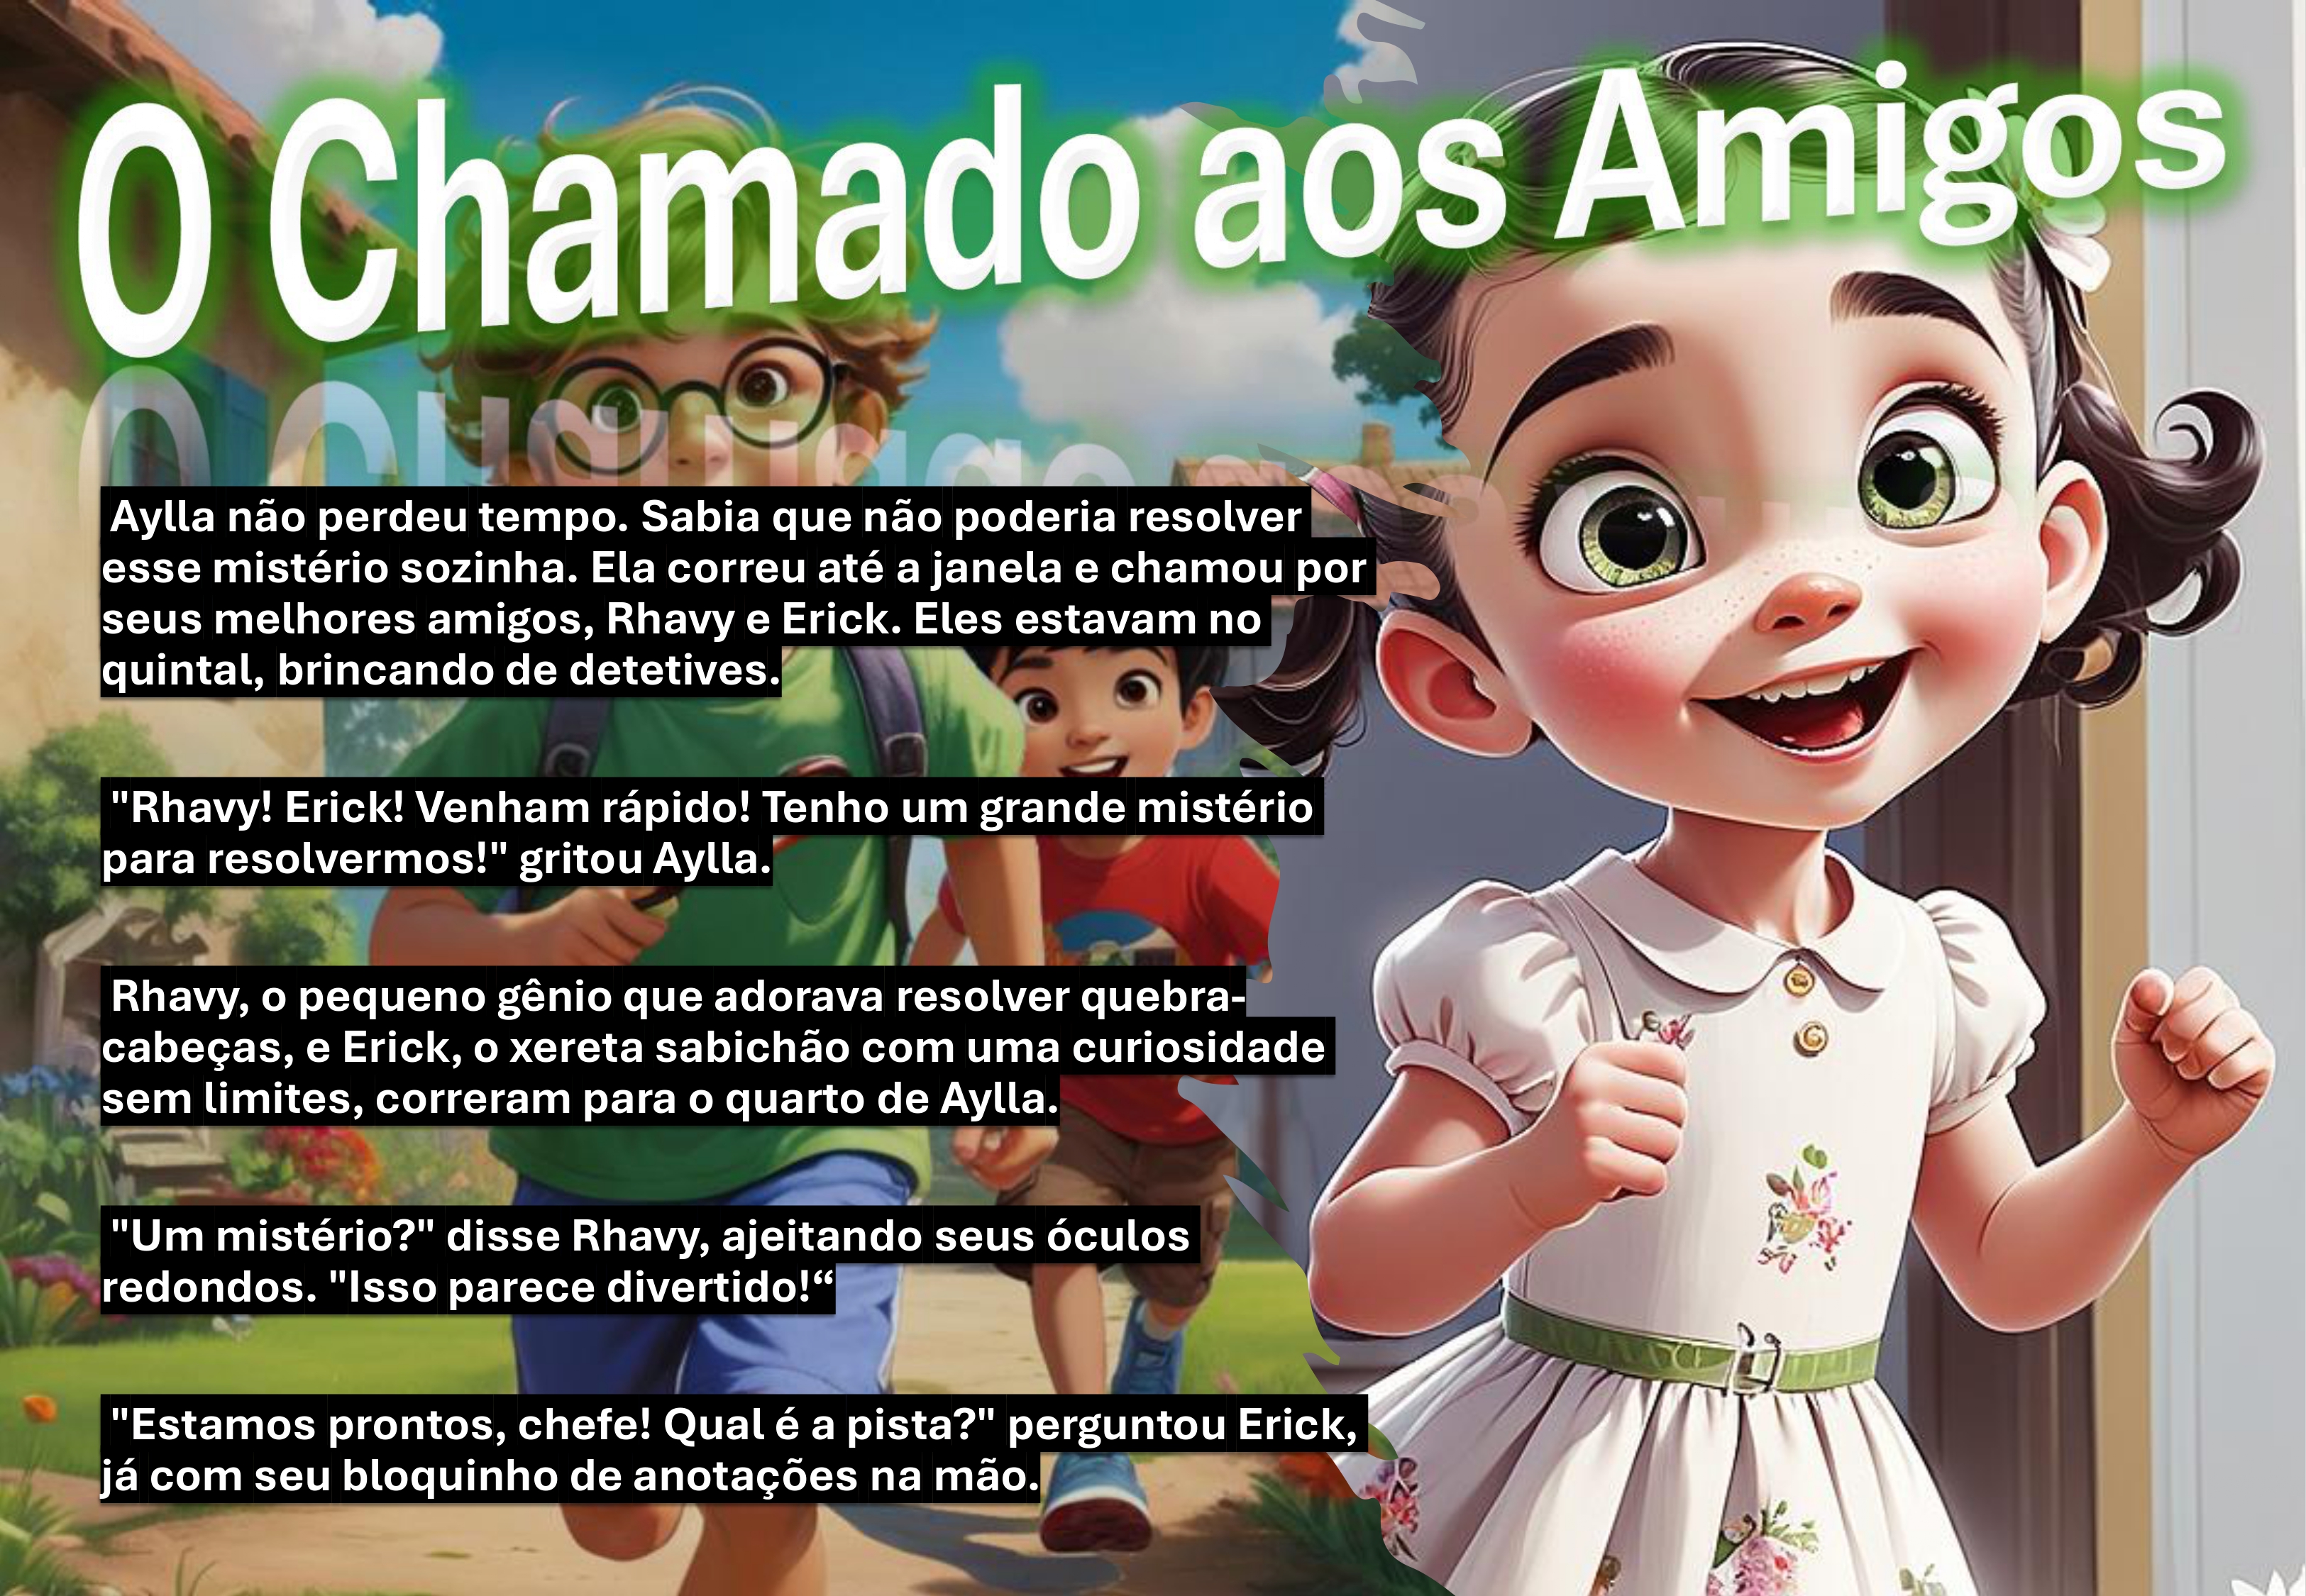 O Chamado aos Amigos
Aylla não perdeu tempo. Sabia que não poderia resolver
esse mistério sozinha. Ela correu até a janela e chamou por
seus melhores amigos, Rhavy e Erick. Eles estavam no
quintal, brincando de detetives.
"Rhavy! Erick! Venham rápido! Tenho um grande mistério
para resolvermos!" gritou Aylla.
Rhavy, o pequeno gênio que adorava resolver quebra-
cabeças, e Erick, o xereta sabichão com uma curiosidade
sem limites, correram para o quarto de Aylla.
"Um mistério?" disse Rhavy, ajeitando seus óculos
redondos. "Isso parece divertido!“
"Estamos prontos, chefe! Qual é a pista?" perguntou Erick,
já com seu bloquinho de anotações na mão.